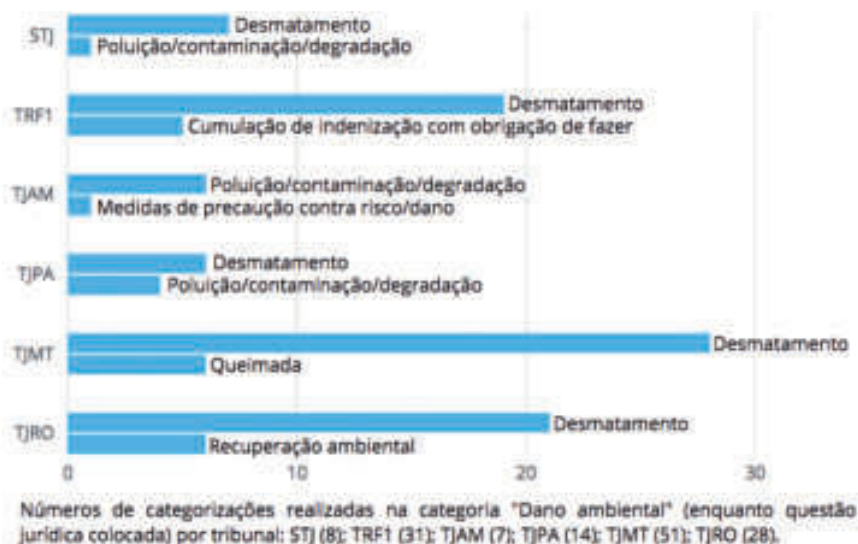 STJ
Desmatamento
Poluição/contaminação/degradação
TRF1
Desmatamento
Cumulação de indenização com obrigação de fazer
TJAM
Poluição/contaminação/degradação
Medidas de precaução contra risco/dano
TJPA
Desmatamento
Poluição/contaminação/degradação
TJMT
Desmatamento
Queimada
TJRO
Desmatamento
Recuperação ambiental
0 10 20 30
Números de categorizações realizadas na categoria "Dano ambiental" (enquanto questão
jurídica colocada) por tribunal: STJ (8); TRF1 (31); TJAM (7); TJPA (14); TJMT (51); TJRO (28).